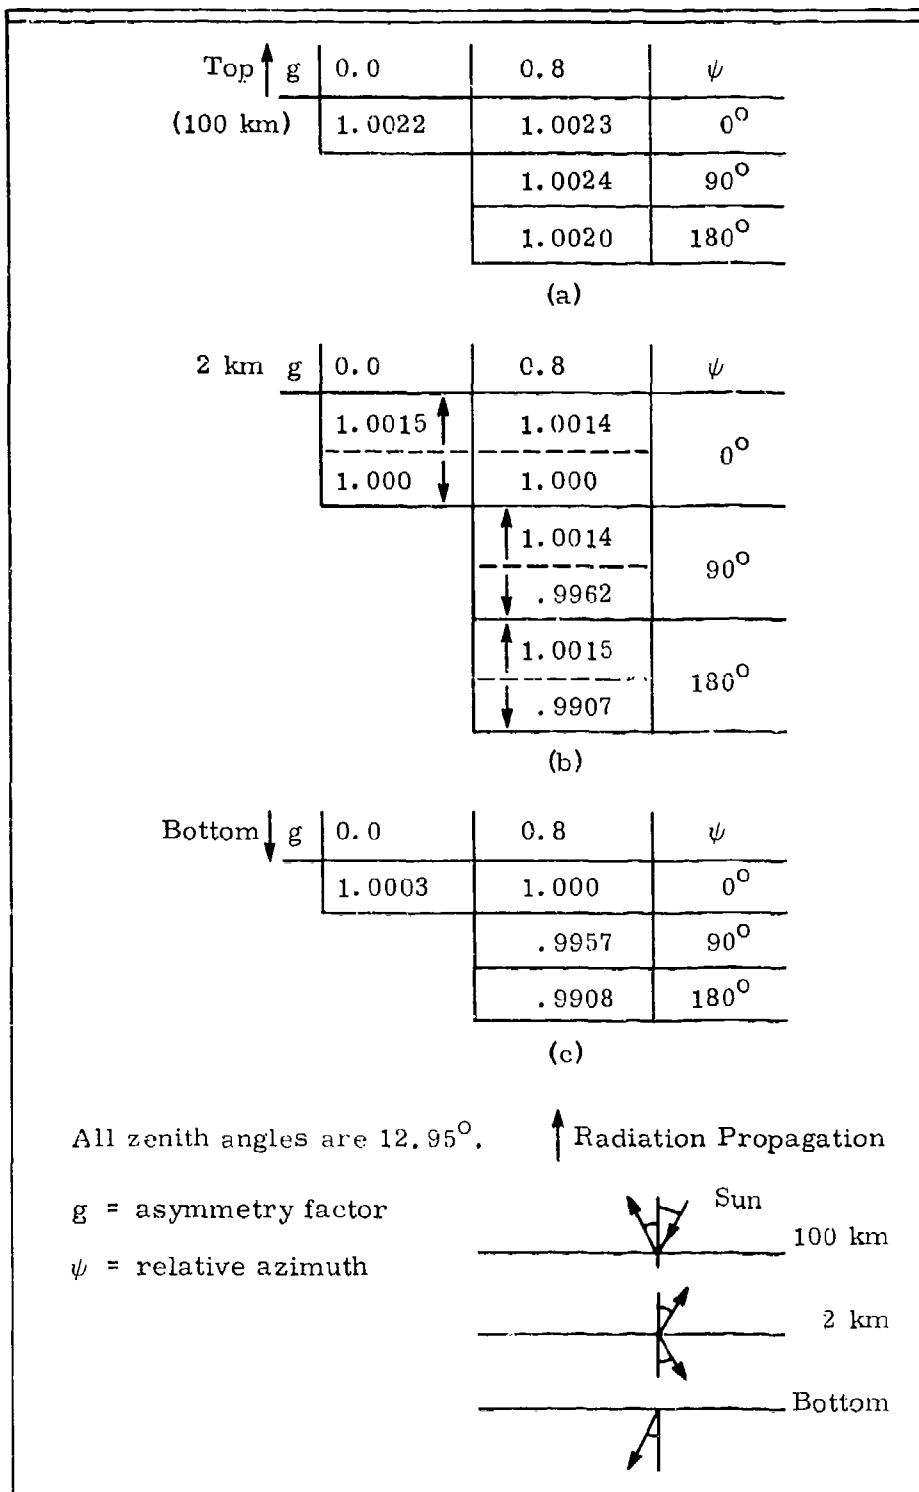 Top g 0.0 0.8 ψ
(100 km) 1.0022 1.0023 0°
1.0024 90°
1.0020 180°
(a)
2 km g 0.0 0.8 ψ
1.0015 1.0014 0°
1.000 1.000
1.0014 90°
.9962
1.0015 180°
.9907
(b)
Bottom g 0.0 0.8 ψ
1.0003 1.000 0°
.9957 90°
.9908 180°
(c)
All zenith angles are 12.95°.
Radiation Propagation
g = asymmetry factor
ψ = relative azimuth
Sun
100 km
2 km
Bottom